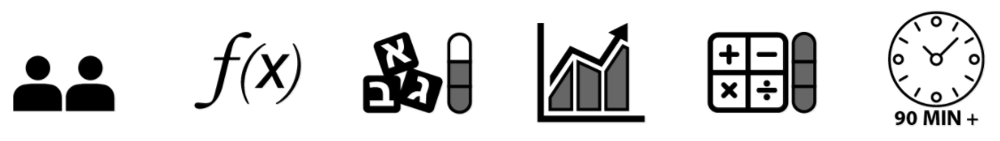 f(x)
א
ב ג
+ −
× ÷
90 MIN +